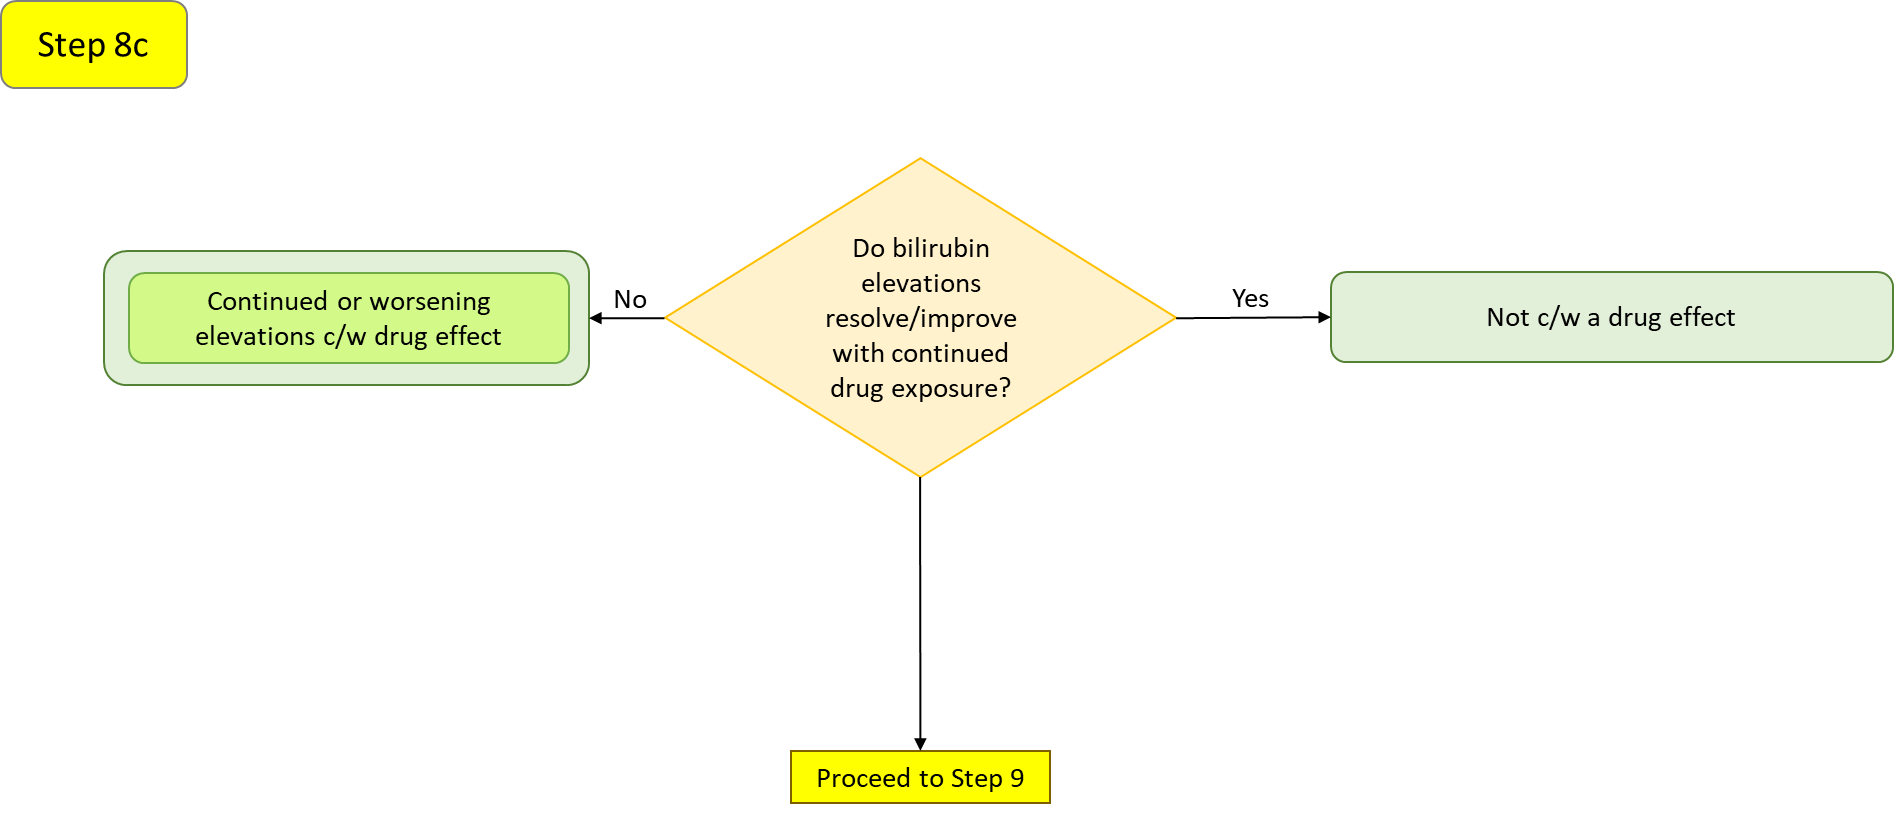 Step 8c
Do bilirubin
elevations
resolve/improve
with continued
drug exposure?
No
Continued or worsening
elevations c/w drug effect
Yes
Not c/w a drug effect
Proceed to Step 9